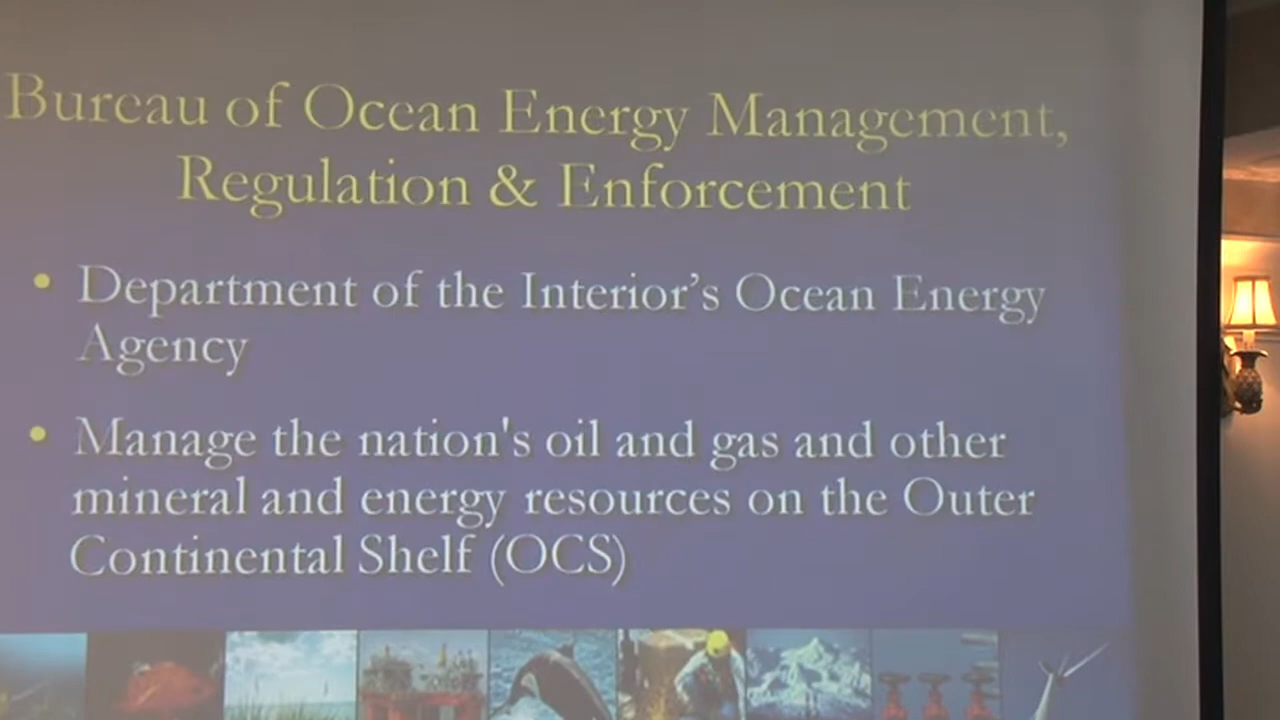 Bureau of Ocean Energy Management,
Regulation & Enforcement
• Department of the Interior’s Ocean Energy
Agency
• Manage the nation's oil and gas and other
mineral and energy resources on the Outer
Continental Shelf (OCS)